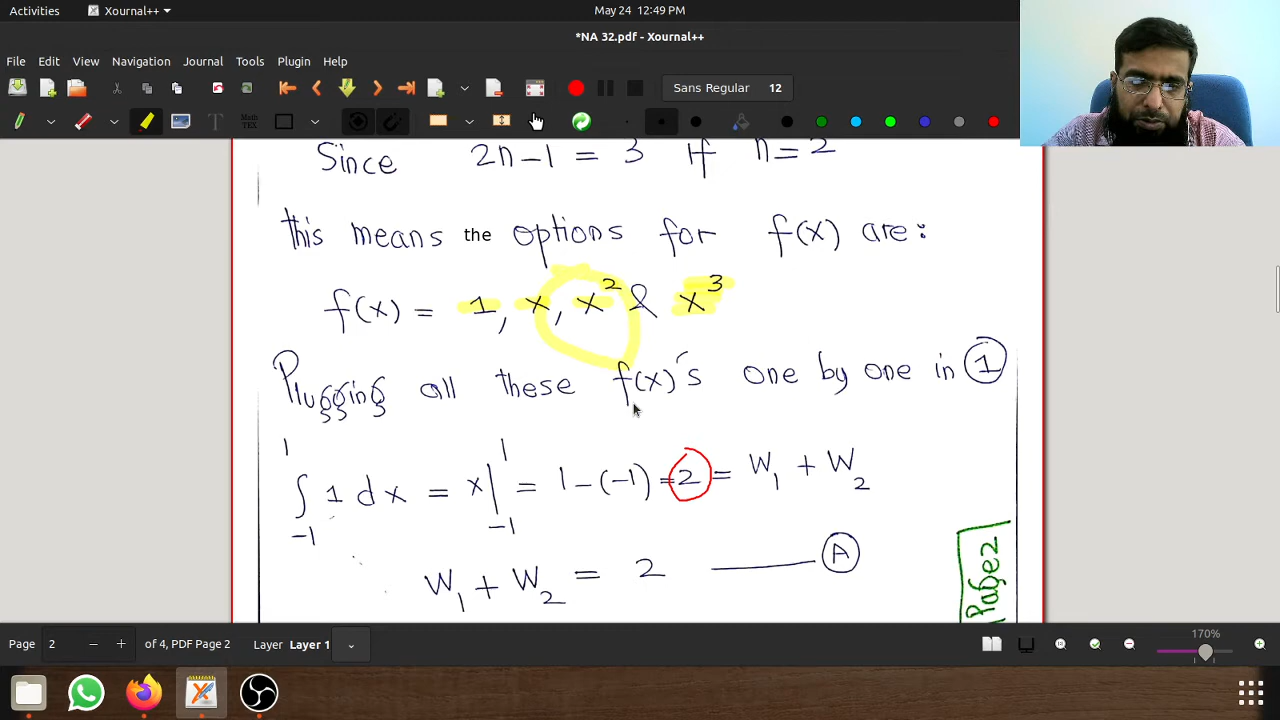 Activities Xournal++ May 24 12:49 PM
*NA 32.pdf - Xournal++
File Edit View Navigation Journal Tools Plugin Help
Sans Regular 12
Since 2n-1 = 3 if n=2
this means the options for f(x) are:
f(x) = 1, x, x² & x³
Plugging all these f(x)'s one by one in ①
∫₋₁¹ 1 dx = x|₋₁¹ = 1-(-1) = 2 = W₁ + W₂
W₁ + W₂ = 2 ——— Ⓐ
Page2
Page 2 of 4, PDF Page 2 Layer Layer 1 170%